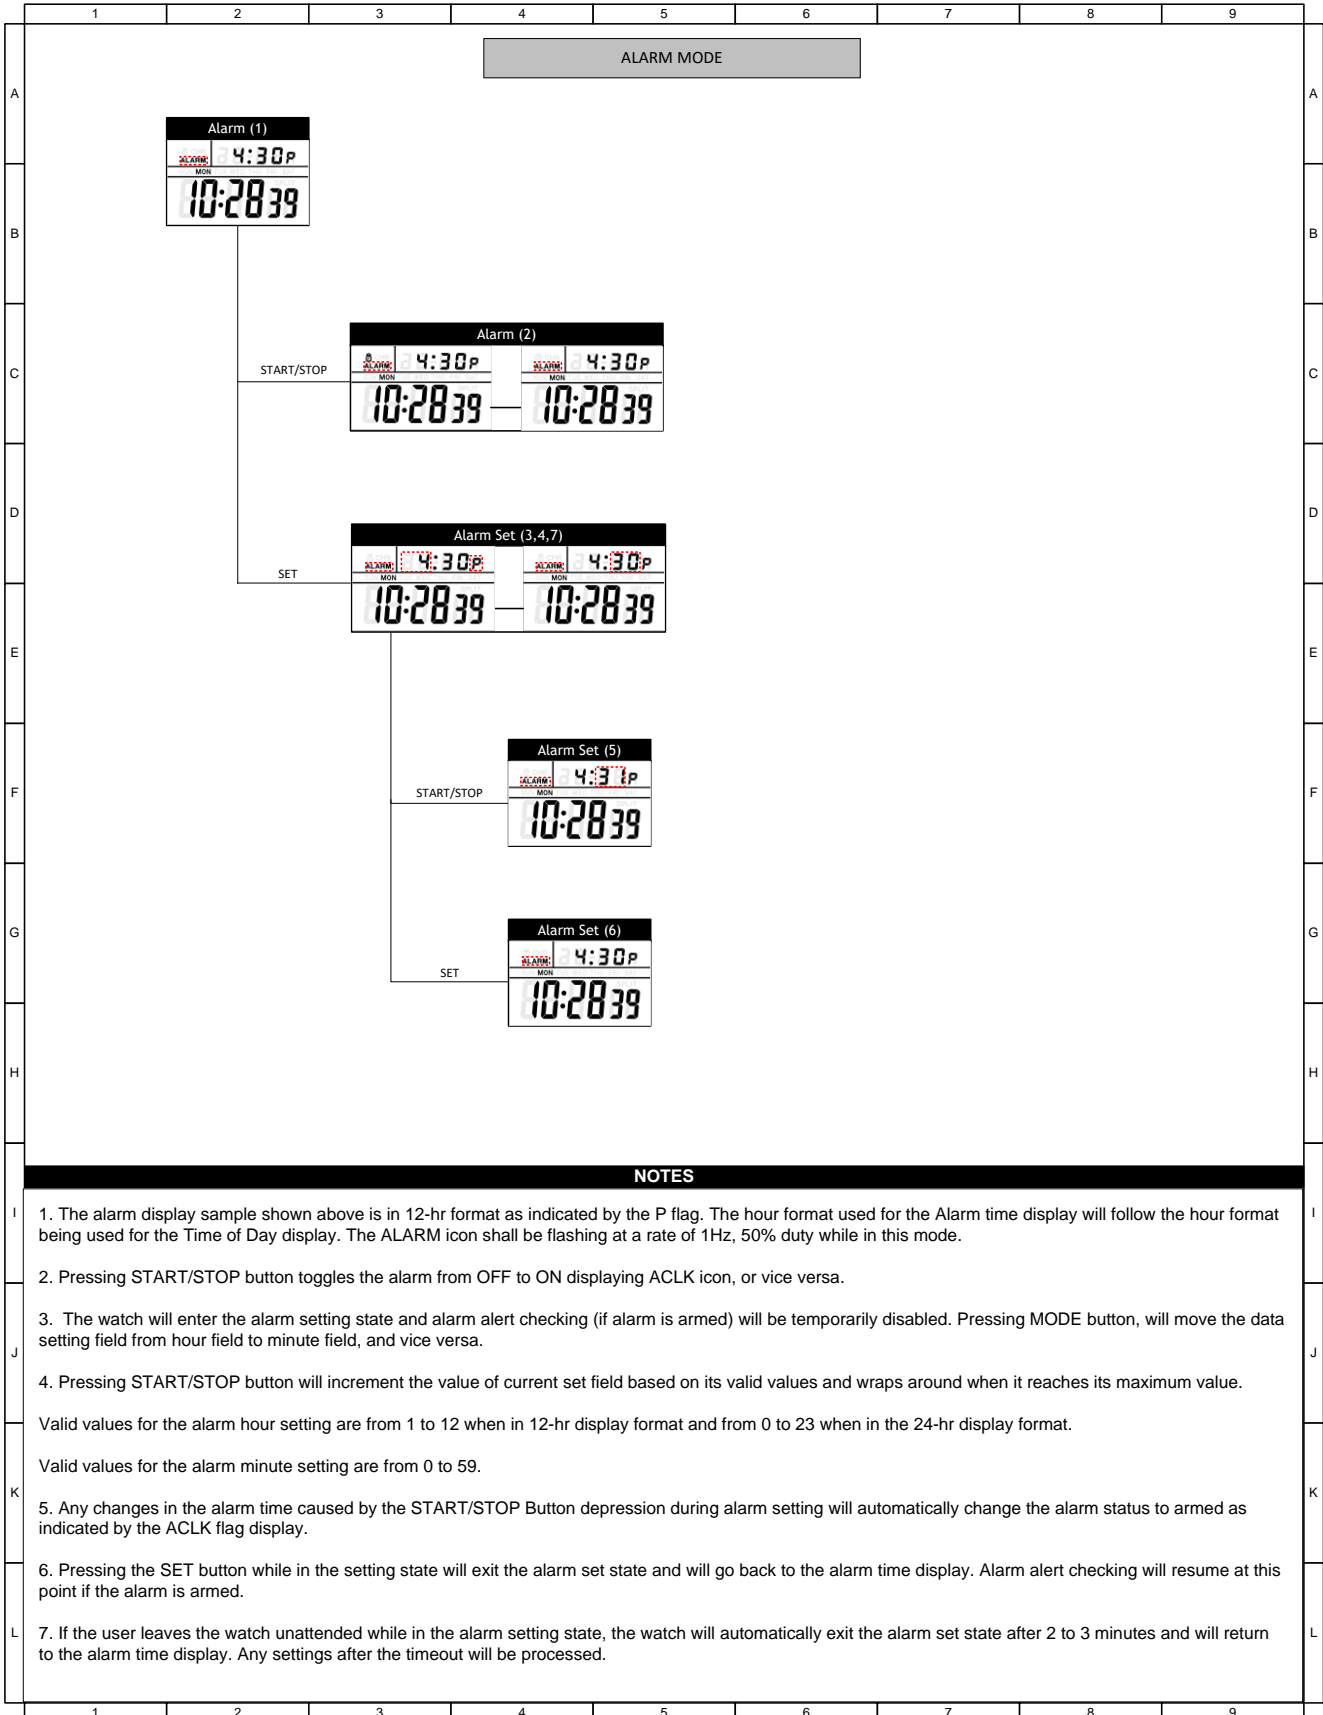 1 2 3 4 5 6 7 8 9
ALARM MODE
A A
Alarm (1)
ALARM 4:30P
MON
10:28 39
B B
Alarm (2)
ALARM 4:30P ALARM 4:30P
C START/STOP C
MON MON
10:28 39 10:28 39
D D
Alarm Set (3,4,7)
ALARM 4:30P ALARM 4:30P
SET
MON MON
10:28 39 10:28 39
E E
Alarm Set (5)
ALARM 4:31P
F START/STOP F
MON
10:28 39
G G
Alarm Set (6)
ALARM 4:30P
SET
MON
10:28 39
H H
NOTES
I I
1. The alarm display sample shown above is in 12-hr format as indicated by the P flag. The hour format used for the Alarm time display will follow the hour format
being used for the Time of Day display. The ALARM icon shall be flashing at a rate of 1Hz, 50% duty while in this mode.
2. Pressing START/STOP button toggles the alarm from OFF to ON displaying ACLK icon, or vice versa.
3. The watch will enter the alarm setting state and alarm alert checking (if alarm is armed) will be temporarily disabled. Pressing MODE button, will move the data
setting field from hour field to minute field, and vice versa.
J J
4. Pressing START/STOP button will increment the value of current set field based on its valid values and wraps around when it reaches its maximum value.
Valid values for the alarm hour setting are from 1 to 12 when in 12-hr display format and from 0 to 23 when in the 24-hr display format.
Valid values for the alarm minute setting are from 0 to 59.
K K
5. Any changes in the alarm time caused by the START/STOP Button depression during alarm setting will automatically change the alarm status to armed as
indicated by the ACLK flag display.
6. Pressing the SET button while in the setting state will exit the alarm set state and will go back to the alarm time display. Alarm alert checking will resume at this
point if the alarm is armed.
L L
7. If the user leaves the watch unattended while in the alarm setting state, the watch will automatically exit the alarm set state after 2 to 3 minutes and will return
to the alarm time display. Any settings after the timeout will be processed.
1 2 3 4 5 6 7 8 9